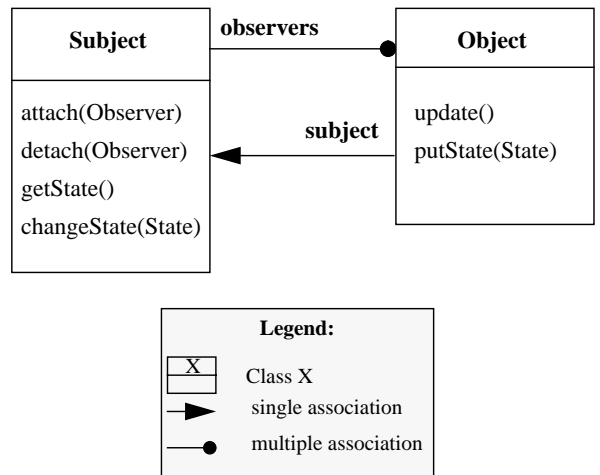 Subject
observers
Object
attach(Observer)
detach(Observer)
getState()
changeState(State)
subject
update()
putState(State)
Legend:
X
Class X
single association
multiple association